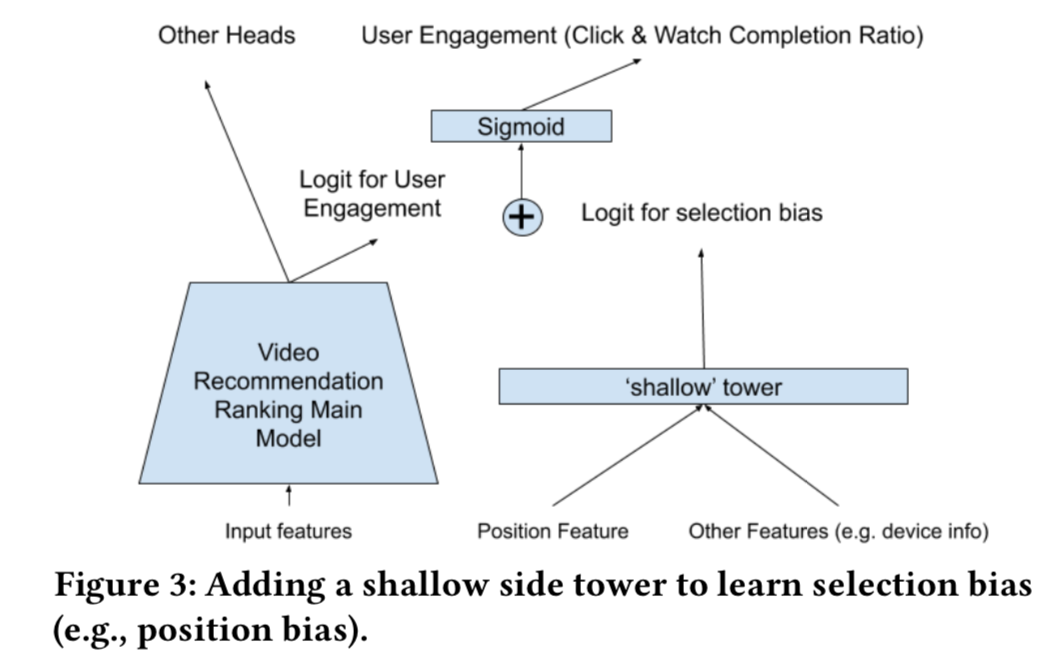 Other Heads
User Engagement (Click & Watch Completion Ratio)
Sigmoid
Logit for User
Engagement
+
Logit for selection bias
Video
Recommendation
Ranking Main
Model
‘shallow’ tower
Input features
Position Feature
Other Features (e.g. device info)
Figure 3: Adding a shallow side tower to learn selection bias
(e.g., position bias).